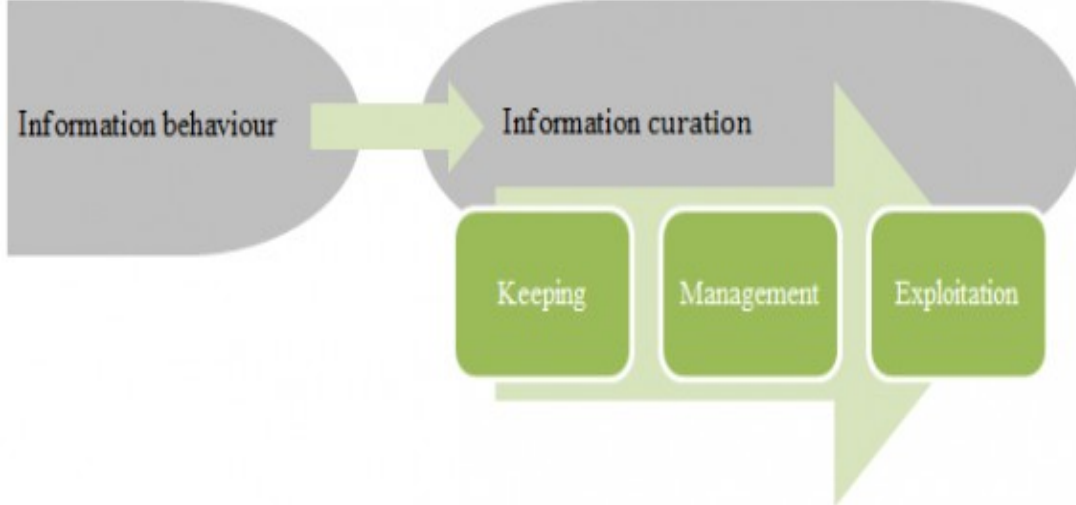 Information behaviour
Information curation
Keeping
Management
Exploitation